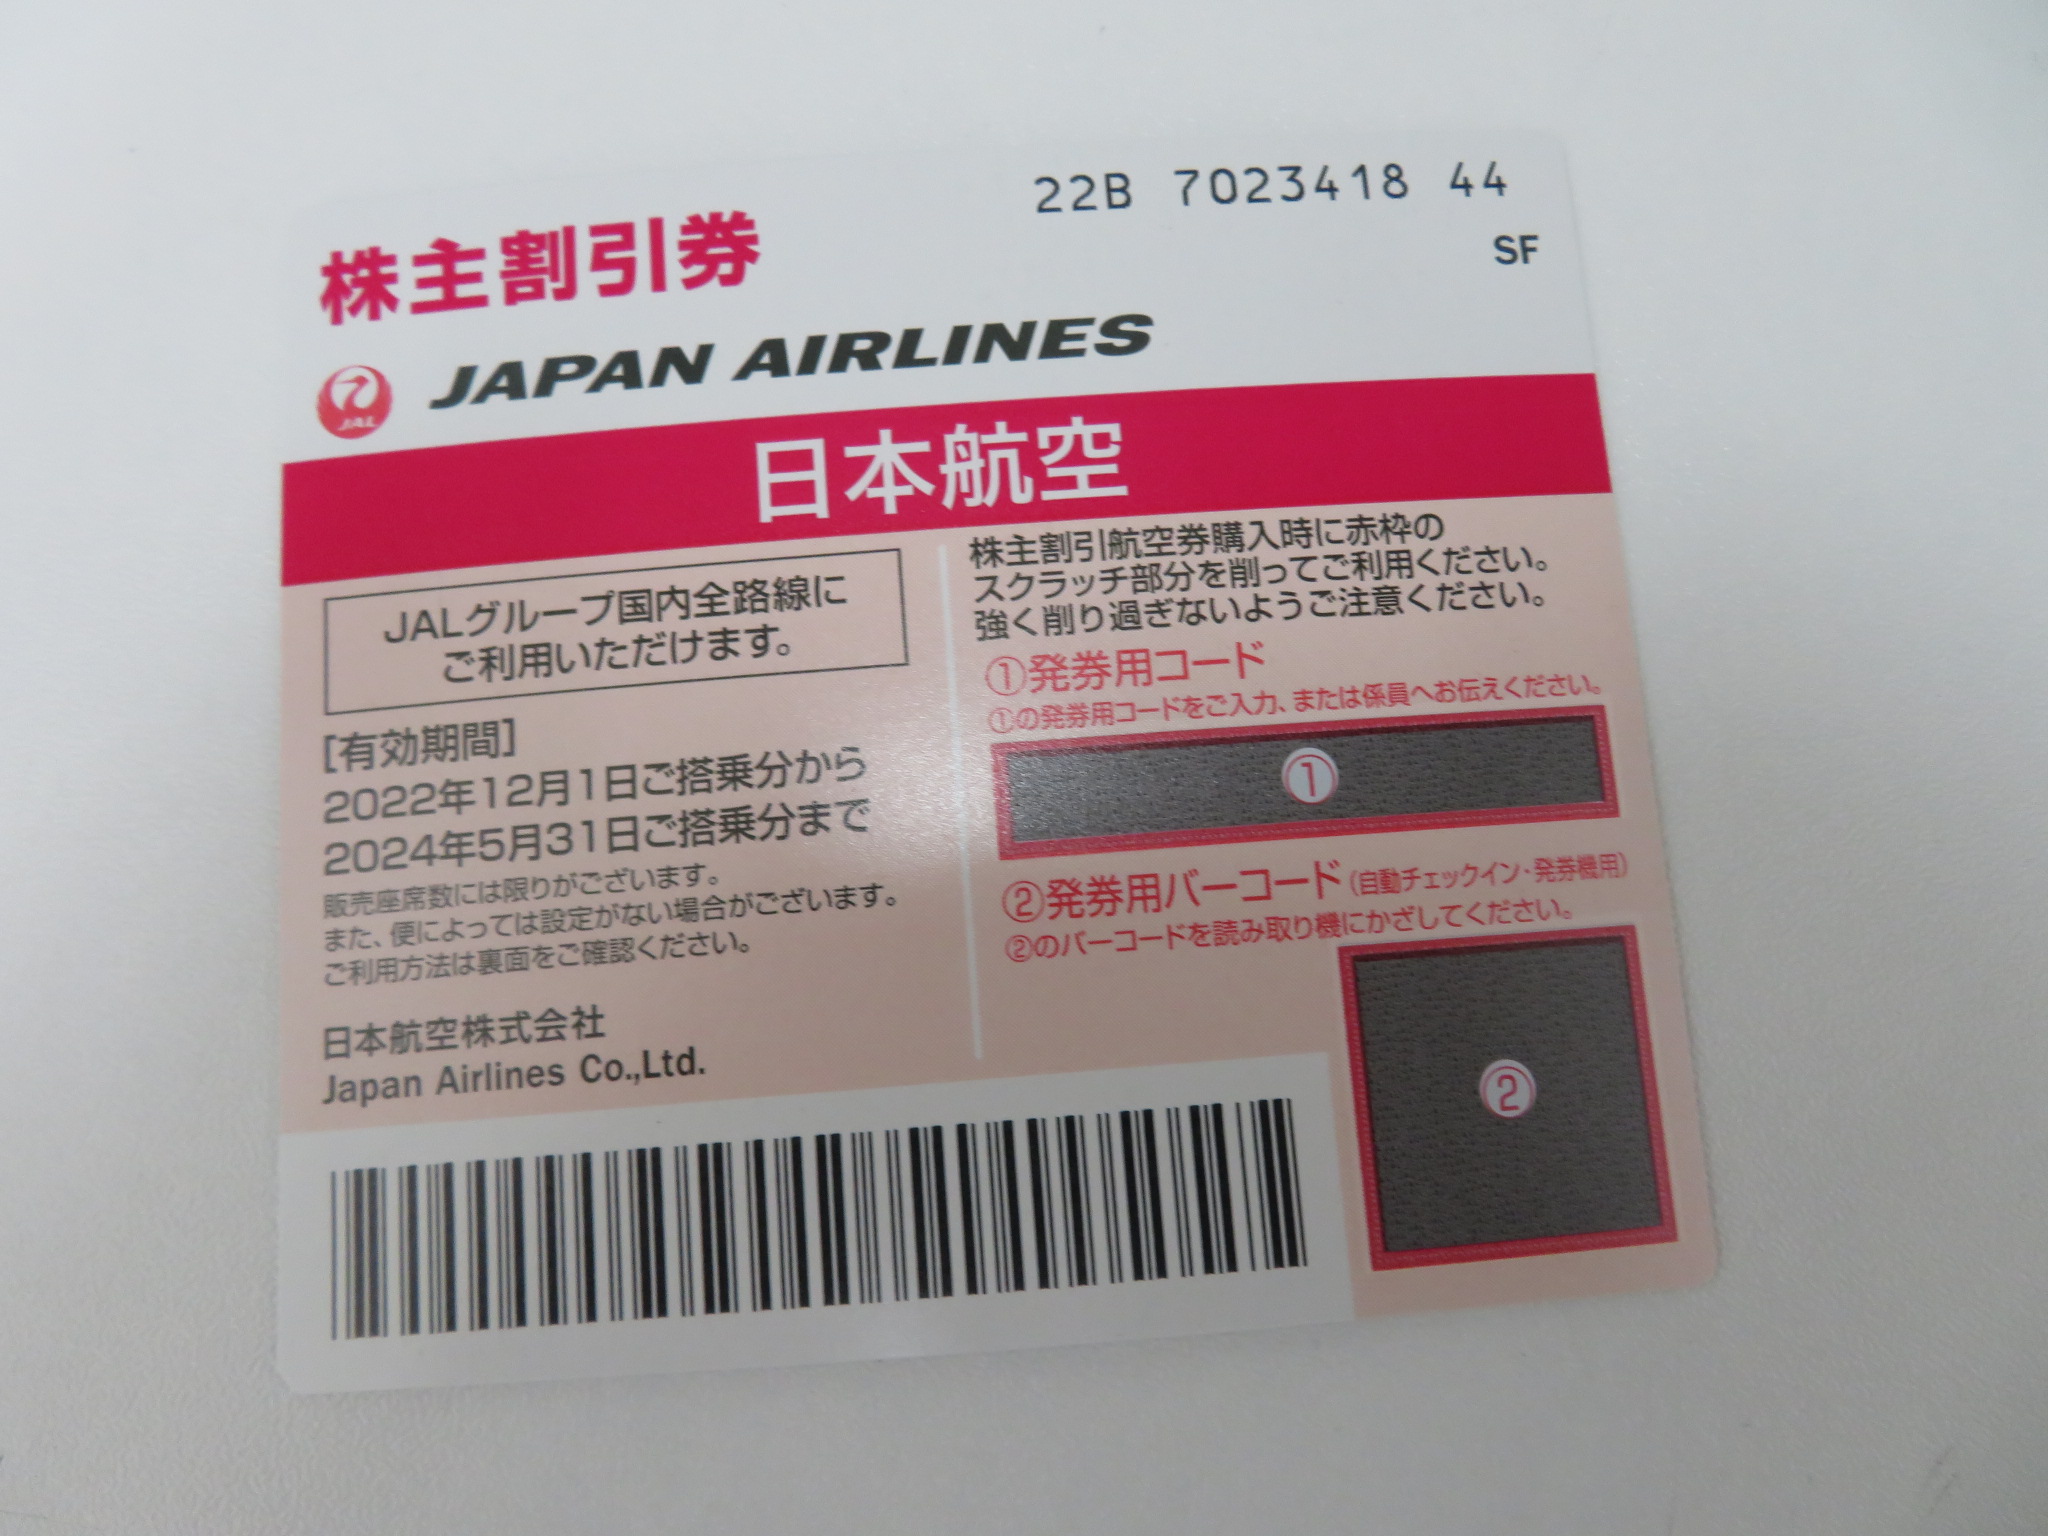 22B 7023418 44
SF
株主割引券
JAL
JAPAN AIRLINES
日本航空
JALグループ国内全路線に
ご利用いただけます。
[有効期間]
2022年12月1日ご搭乗分から
2024年5月31日ご搭乗分まで
販売座席数には限りがございます。
また、便によっては設定がない場合がございます。
ご利用方法は裏面をご確認ください。
日本航空株式会社
Japan Airlines Co.,Ltd.
株主割引航空券購入時に赤枠の
スクラッチ部分を削ってご利用ください。
強く削り過ぎないようご注意ください。
①発券用コード
①の発券用コードをご入力、または係員へお伝えください。
①
②発券用バーコード(自動チェックイン・発券機用)
②のバーコードを読み取り機にかざしてください。
②